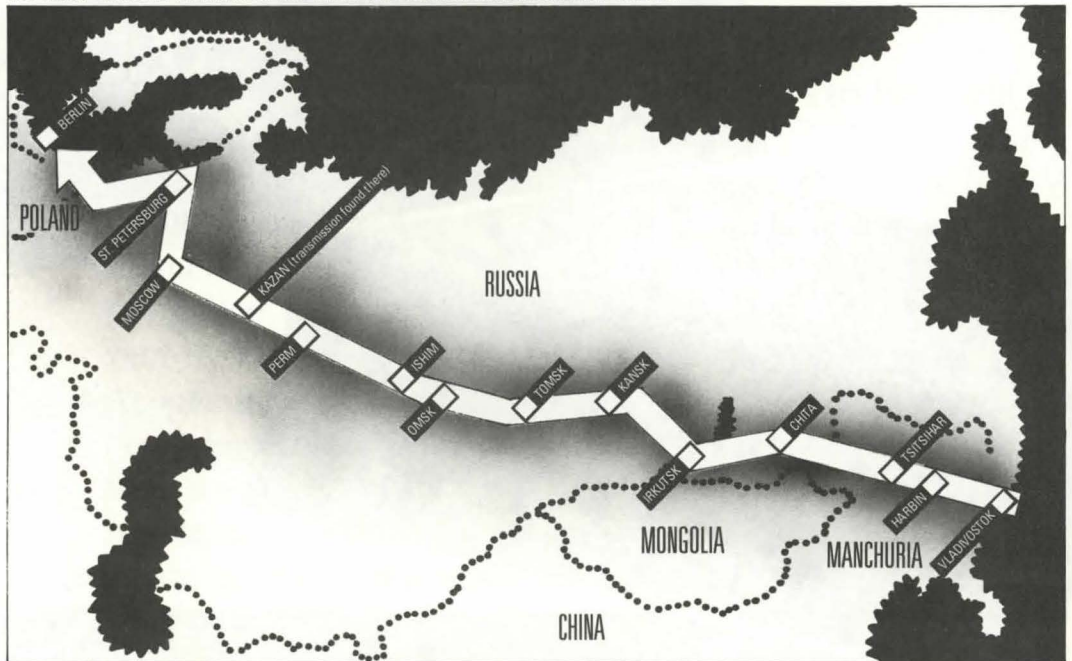 BERLIN
POLAND
ST. PETERSBURG
MOSCOW
KAZAN (transmission found there)
PERM
RUSSIA
ISHIM
OMSK
TOMSK
KANSK
IRKUTSK
CHITA
TSITSIHAR
HARBIN
VLADIVOSTOK
MONGOLIA
MANCHURIA
CHINA